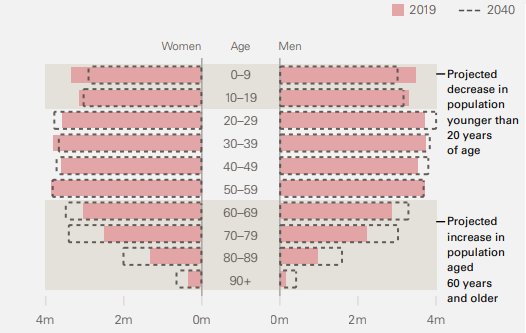 2019 2040
Women Age Men
0–9
10–19
20–29
30–39
40–49
50–59
60–69
70–79
80–89
90+
Projected
decrease in
population
younger than
20 years
of age
Projected
increase in
population
aged
60 years
and older
4m 2m 0m 0m 2m 4m